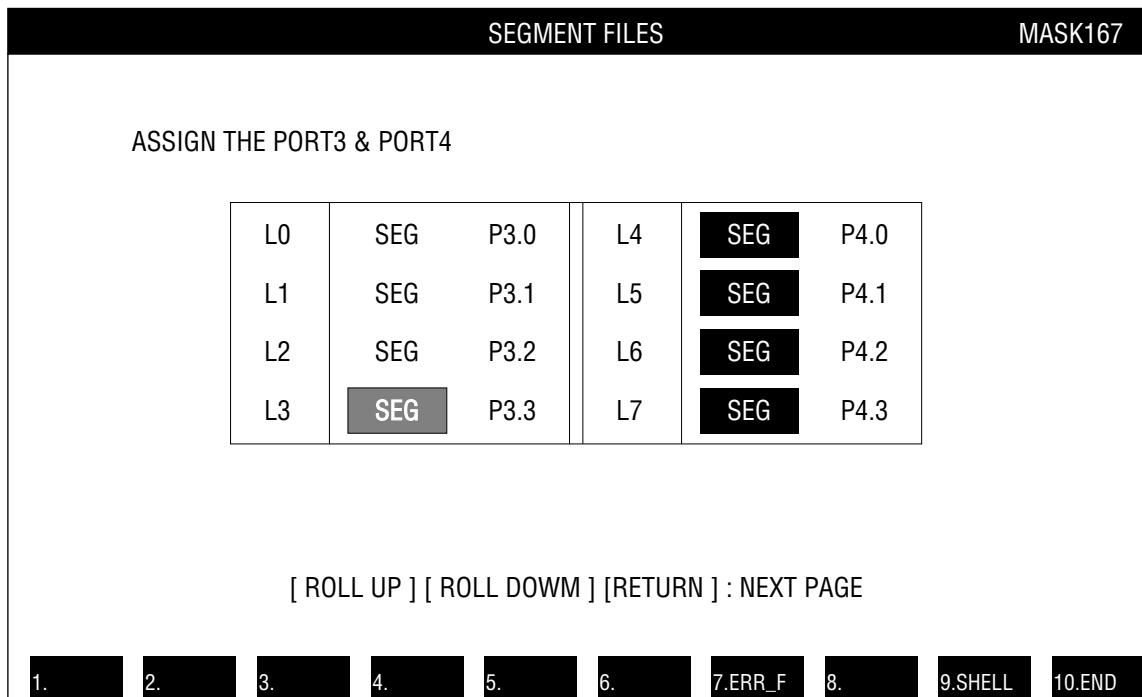 SEGMENT FILES MASK167
ASSIGN THE PORT3 & PORT4
L0 SEG P3.0 L4 SEG P4.0
L1 SEG P3.1 L5 SEG P4.1
L2 SEG P3.2 L6 SEG P4.2
L3 SEG P3.3 L7 SEG P4.3
[ ROLL UP ] [ ROLL DOWM ] [RETURN ] : NEXT PAGE
1. 2. 3. 4. 5. 6. 7.ERR_F 8. 9.SHELL 10.END